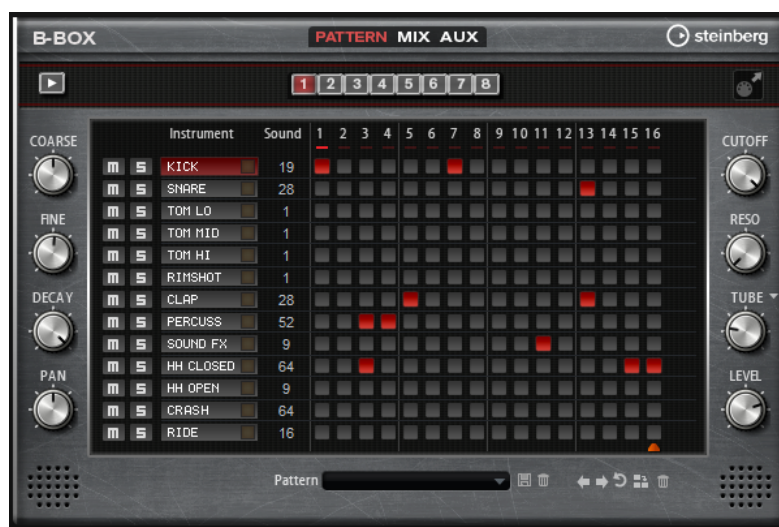 B-BOX PATTERN MIX AUX steinberg
1 2 3 4 5 6 7 8
COARSE Instrument Sound 1 2 3 4 5 6 7 8 9 10 11 12 13 14 15 16 CUTOFF
m S KICK 19
m S SNARE 28
FINE m S TOM LO 1 RESO
m S TOM MID 1
m S TOM HI 1
m S RIMSHOT 1
DECAY m S CLAP 28 TUBE
m S PERCUSS 52
m S SOUND FX 9
PAN m S HH CLOSED 64 LEVEL
m S HH OPEN 9
m S CRASH 64
m S RIDE 16
Pattern